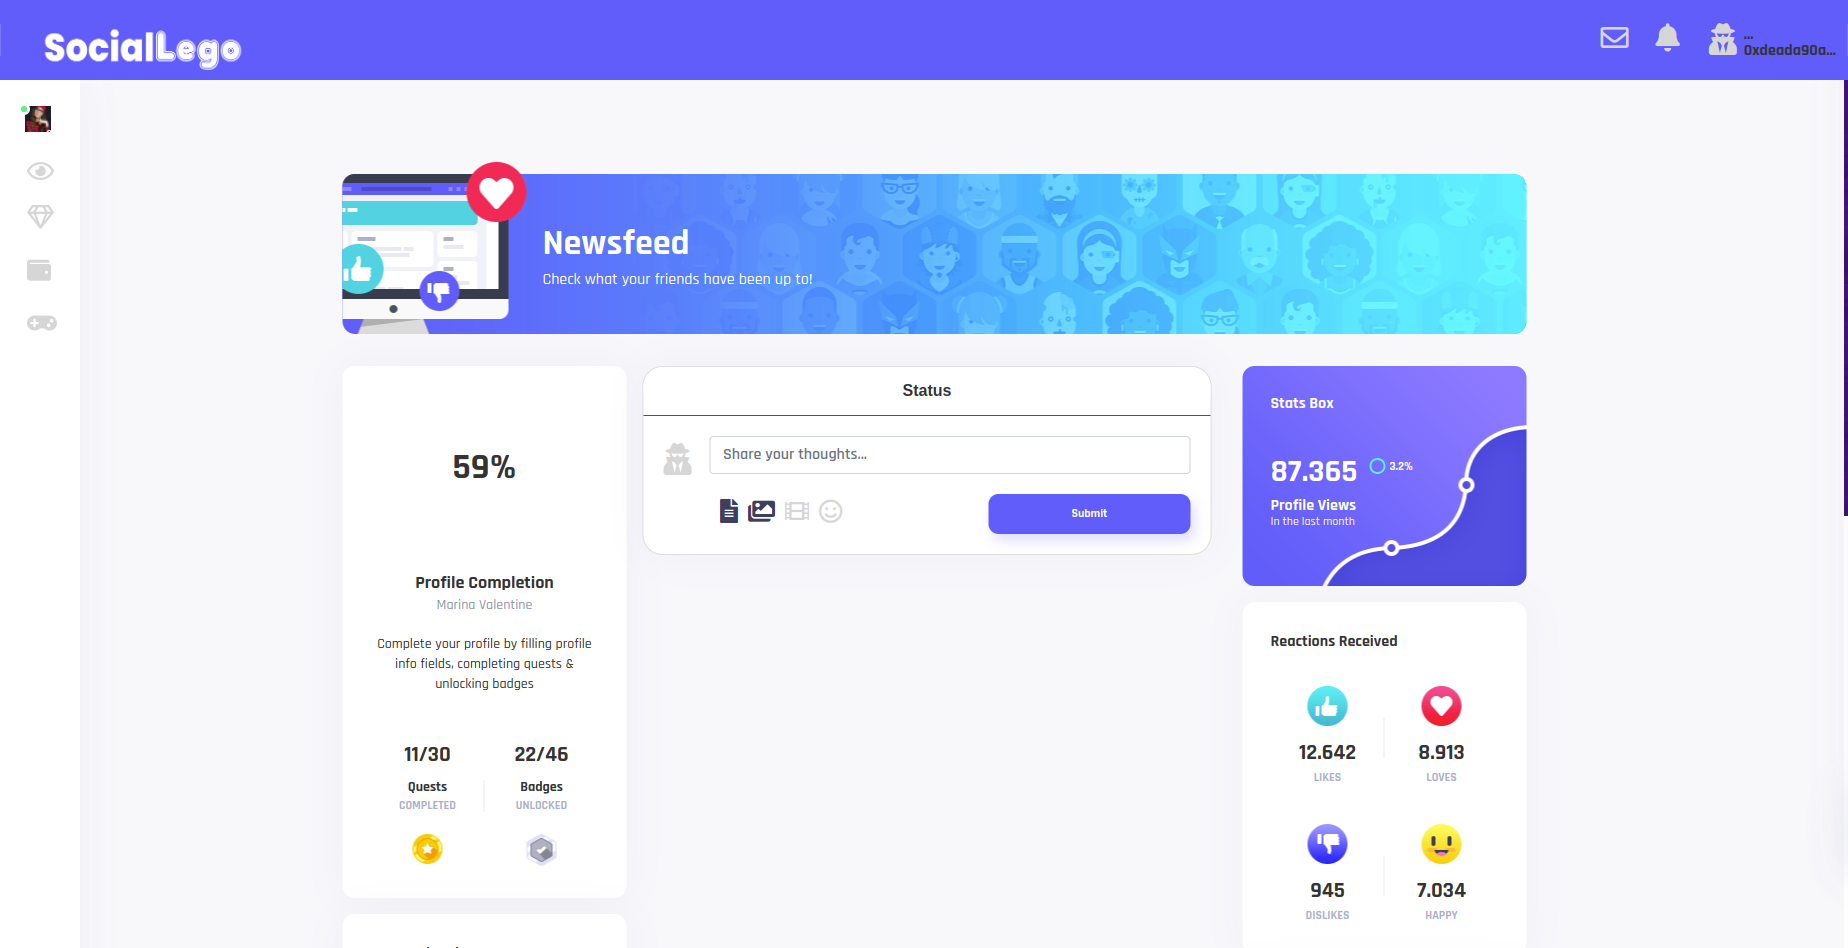 SocialLego
...
0xdeada90a...
Newsfeed
Check what your friends have been up to!
59%
Profile Completion
Marina Valentine
Complete your profile by filling profile
info fields, completing quests &
unlocking badges
11/30
Quests
COMPLETED
22/46
Badges
UNLOCKED
Status
Share your thoughts...
Submit
Stats Box
87.365
3.2%
Profile Views
In the last month
Reactions Received
12.642
LIKES
8.913
LOVES
945
DISLIKES
7.034
HAPPY